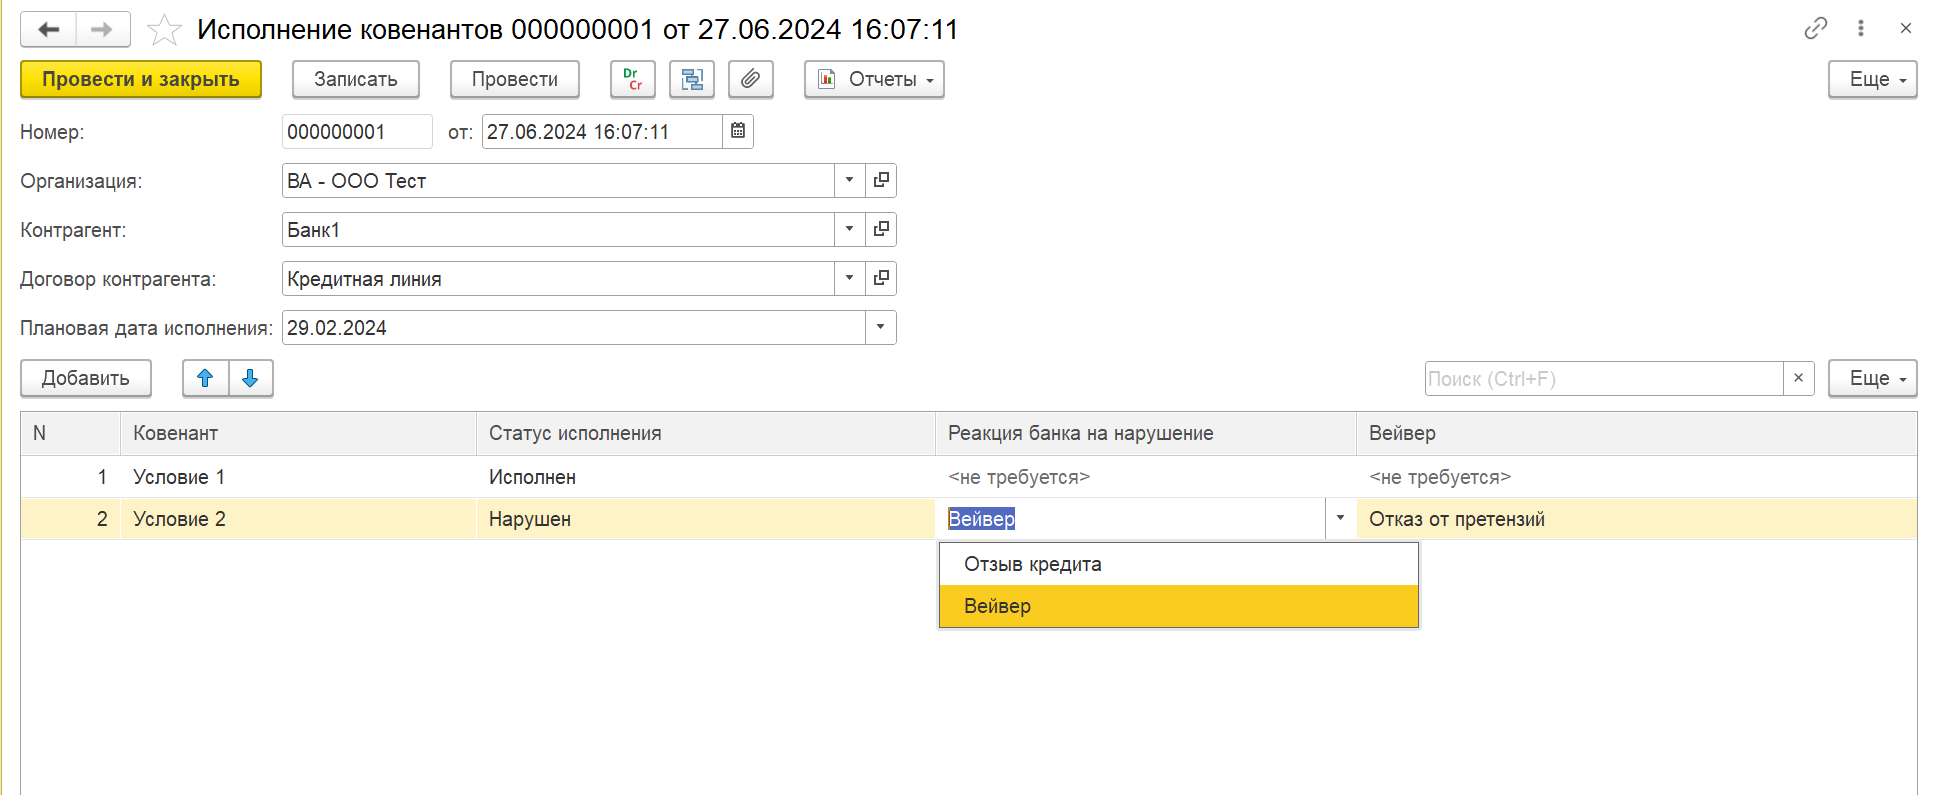 Исполнение ковенантов 000000001 от 27.06.2024 16:07:11
Провести и закрыть Записать Провести Dr Cr Отчеты Еще
Номер: 000000001 от: 27.06.2024 16:07:11
Организация: ВА - ООО Тест
Контрагент: Банк1
Договор контрагента: Кредитная линия
Плановая дата исполнения: 29.02.2024
Добавить Поиск (Ctrl+F) × Еще
N Ковенант Статус исполнения Реакция банка на нарушение Вейвер
1 Условие 1 Исполнен <не требуется> <не требуется>
2 Условие 2 Нарушен Вейвер Отказ от претензий
Отзыв кредита
Вейвер